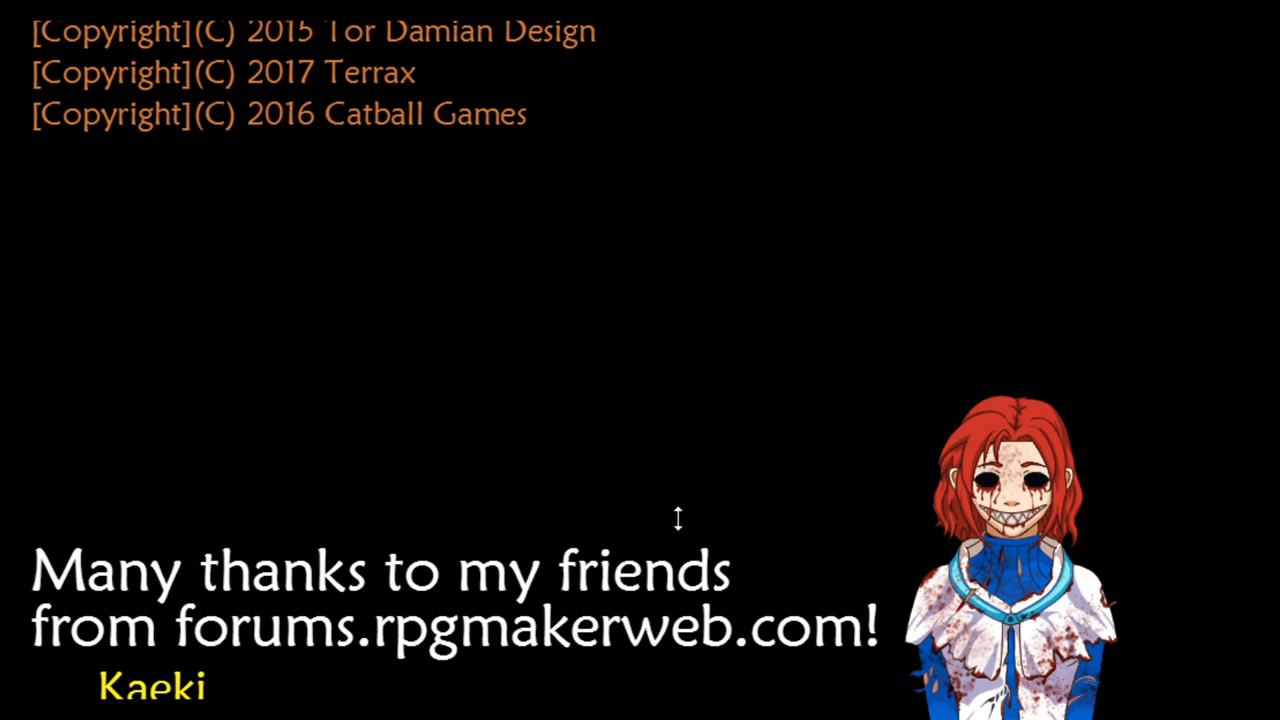 [Copyright](C) 2015 Tor Damian Design
[Copyright](C) 2017 Terrax
[Copyright](C) 2016 Catball Games
Many thanks to my friends
from forums.rpgmakerweb.com!
Kaeki